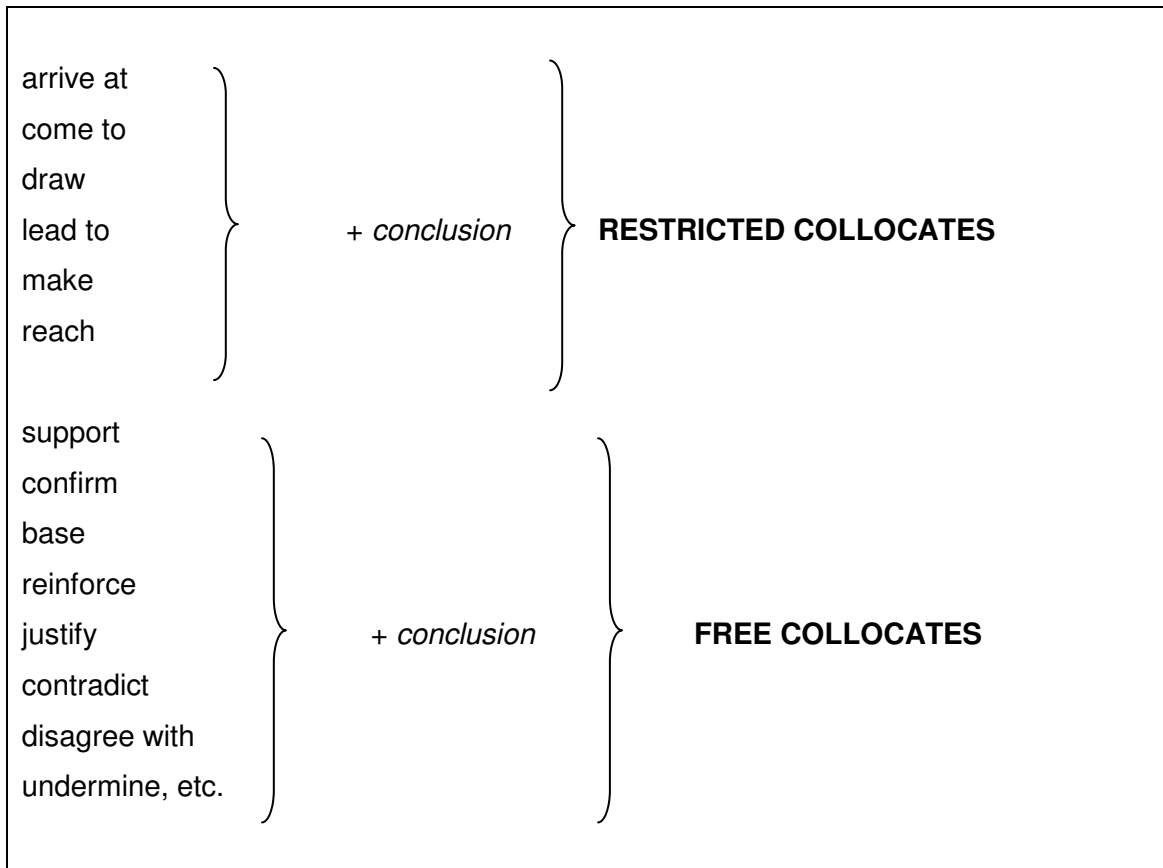 arrive at
come to
draw
lead to
make
reach
+ conclusion
RESTRICTED COLLOCATES
support
confirm
base
reinforce
justify
contradict
disagree with
undermine, etc.
+ conclusion
FREE COLLOCATES